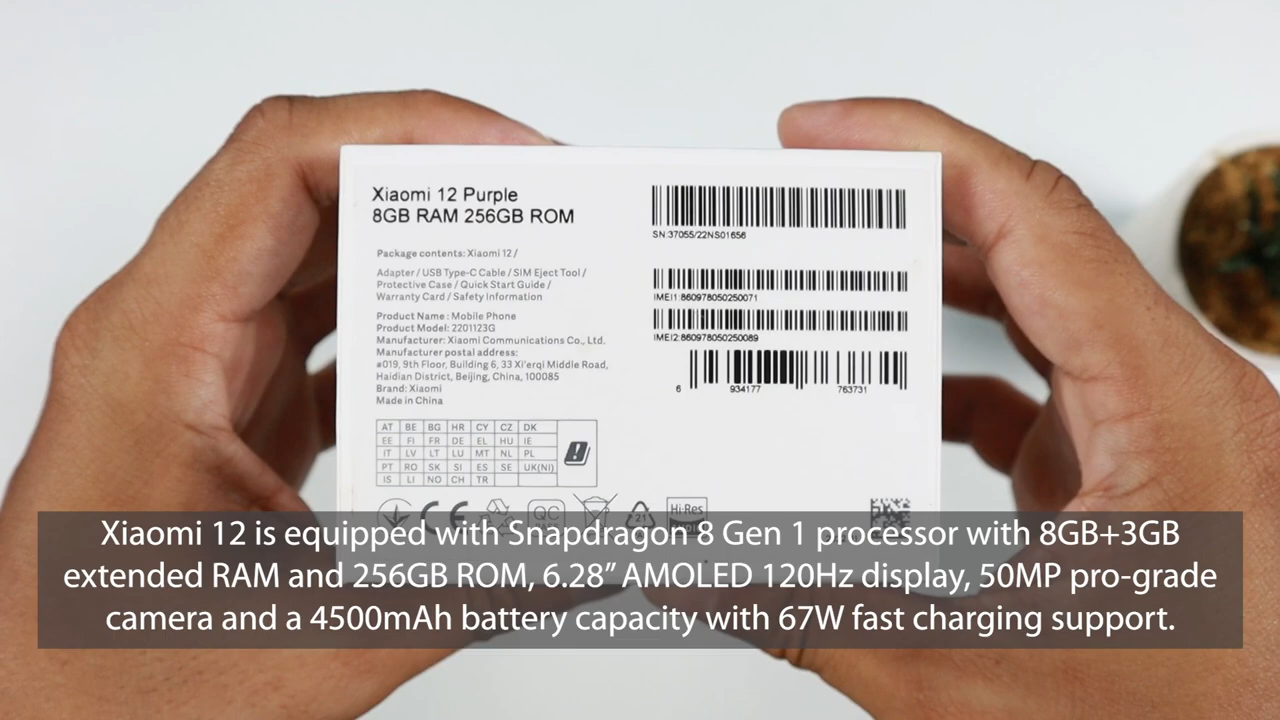 Xiaomi 12 Purple
8GB RAM 256GB ROM
Package contents: Xiaomi 12 /
Adapter / USB Type-C Cable / SIM Eject Tool /
Protective Case / Quick Start Guide /
Warranty Card / Safety Information
Product Name : Mobile Phone
Product Model: 2201123G
Manufacturer: Xiaomi Communications Co., Ltd.
Manufacturer postal address:
#019, 9th Floor, Building 6, 33 Xi'erqi Middle Road,
Haidian District, Beijing, China, 100085
Brand: Xiaomi
Made in China
SN:37055/22NS01656
IMEI1:860978050250071
IMEI2:860978050250089
6 934177 763731
AT BE BG HR CY CZ DK
EE FI FR DE EL HU IE
IT LV LT LU MT NL PL
PT RO SK SI ES SE UK(NI)
IS LI NO CH TR
CE QC 21 Hi-Res
Xiaomi 12 is equipped with Snapdragon 8 Gen 1 processor with 8GB+3GB
extended RAM and 256GB ROM, 6.28” AMOLED 120Hz display, 50MP pro-grade
camera and a 4500mAh battery capacity with 67W fast charging support.